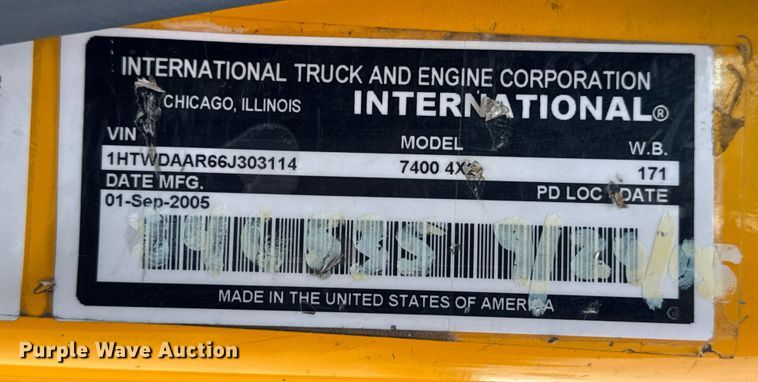 INTERNATIONAL TRUCK AND ENGINE CORPORATION
CHICAGO, ILLINOIS INTERNATIONAL®
VIN MODEL W.B.
1HTWDAAR66J303114 7400 171
DATE MFG. PD LOC DATE
01-Sep-2005
MADE IN THE UNITED STATES OF AMERICA
Purple Wave Auction